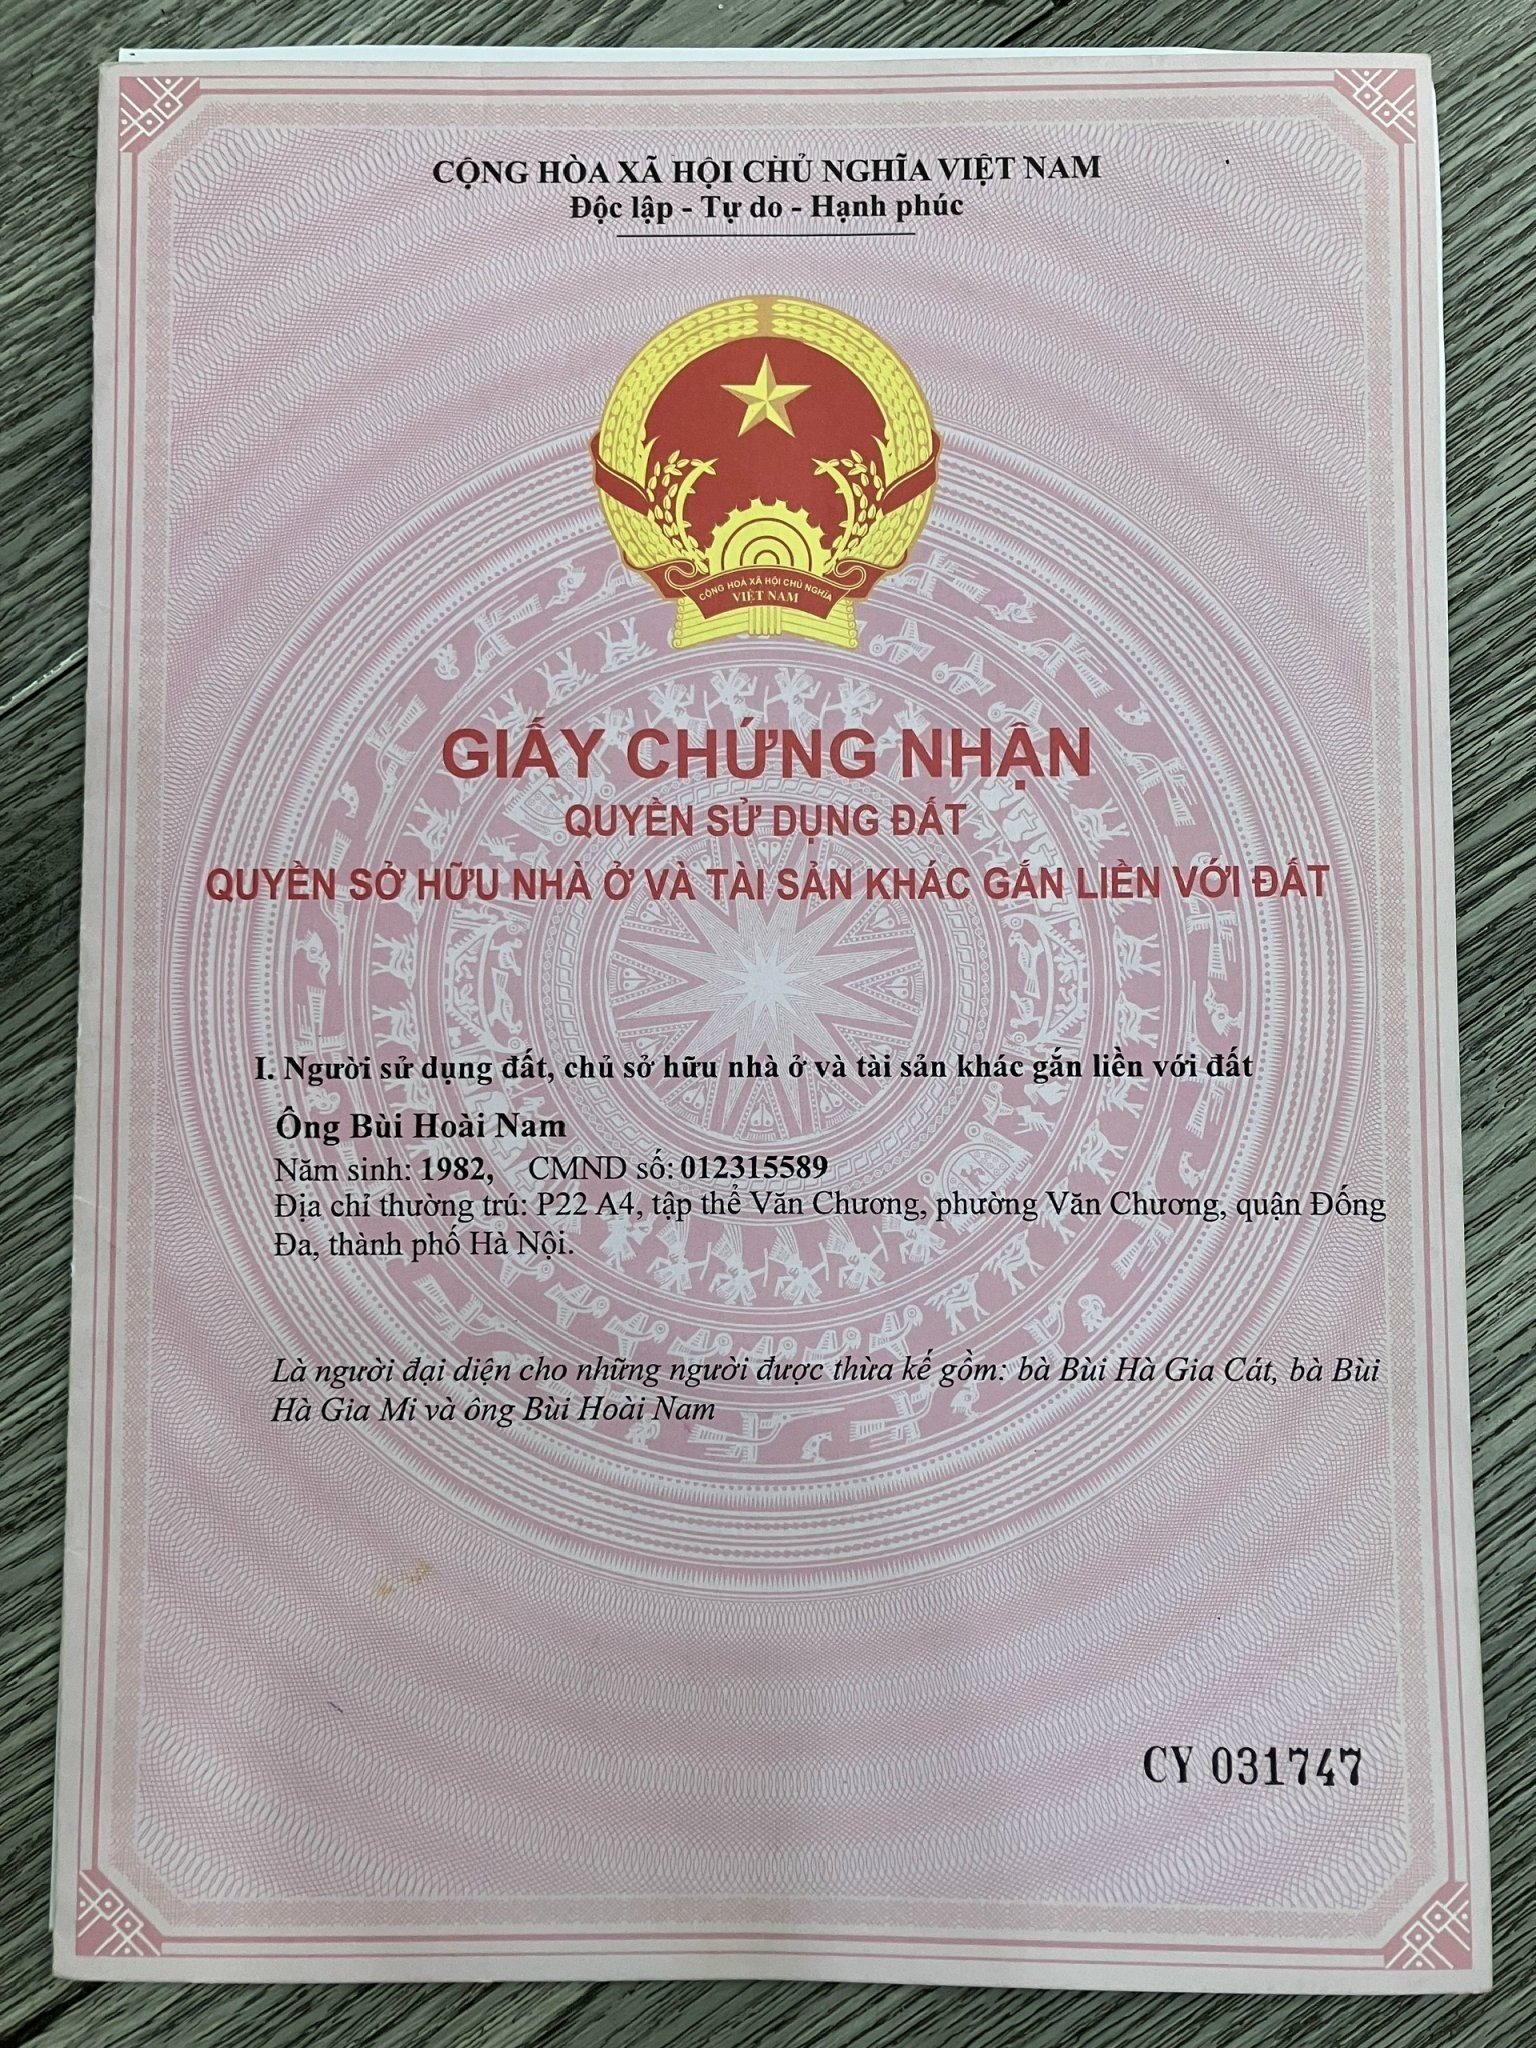 CỘNG HÒA XÃ HỘI CHỦ NGHĨA VIỆT NAM
Độc lập - Tự do - Hạnh phúc
CỘNG HOÀ XÃ HỘI CHỦ NGHĨA
VIỆT NAM
GIẤY CHỨNG NHẬN
QUYỀN SỬ DỤNG ĐẤT
QUYỀN SỞ HỮU NHÀ Ở VÀ TÀI SẢN KHÁC GẮN LIỀN VỚI ĐẤT
I. Người sử dụng đất, chủ sở hữu nhà ở và tài sản khác gắn liền với đất
Ông Bùi Hoài Nam
Năm sinh: 1982, CMND số: 012315589
Địa chỉ thường trú: P22 A4, tập thể Văn Chương, phường Văn Chương, quận Đống
Đa, thành phố Hà Nội.
Là người đại diện cho những người được thừa kế gồm: bà Bùi Hà Gia Cát, bà Bùi
Hà Gia Mi và ông Bùi Hoài Nam
CY 031747